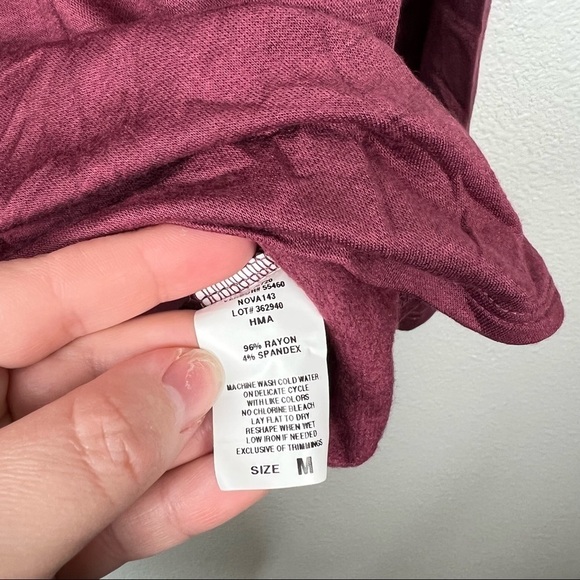 55460
NOVA143
LOT# 362940
HMA
96% RAYON
4% SPANDEX
MACHINE WASH COLD WATER
ON DELICATE CYCLE
WITH LIKE COLORS
NO CHLORINE BLEACH
LAY FLAT TO DRY
RESHAPE WHEN WET
LOW IRON IF NEEDED
EXCLUSIVE OF TRIMMINGS
SIZE M